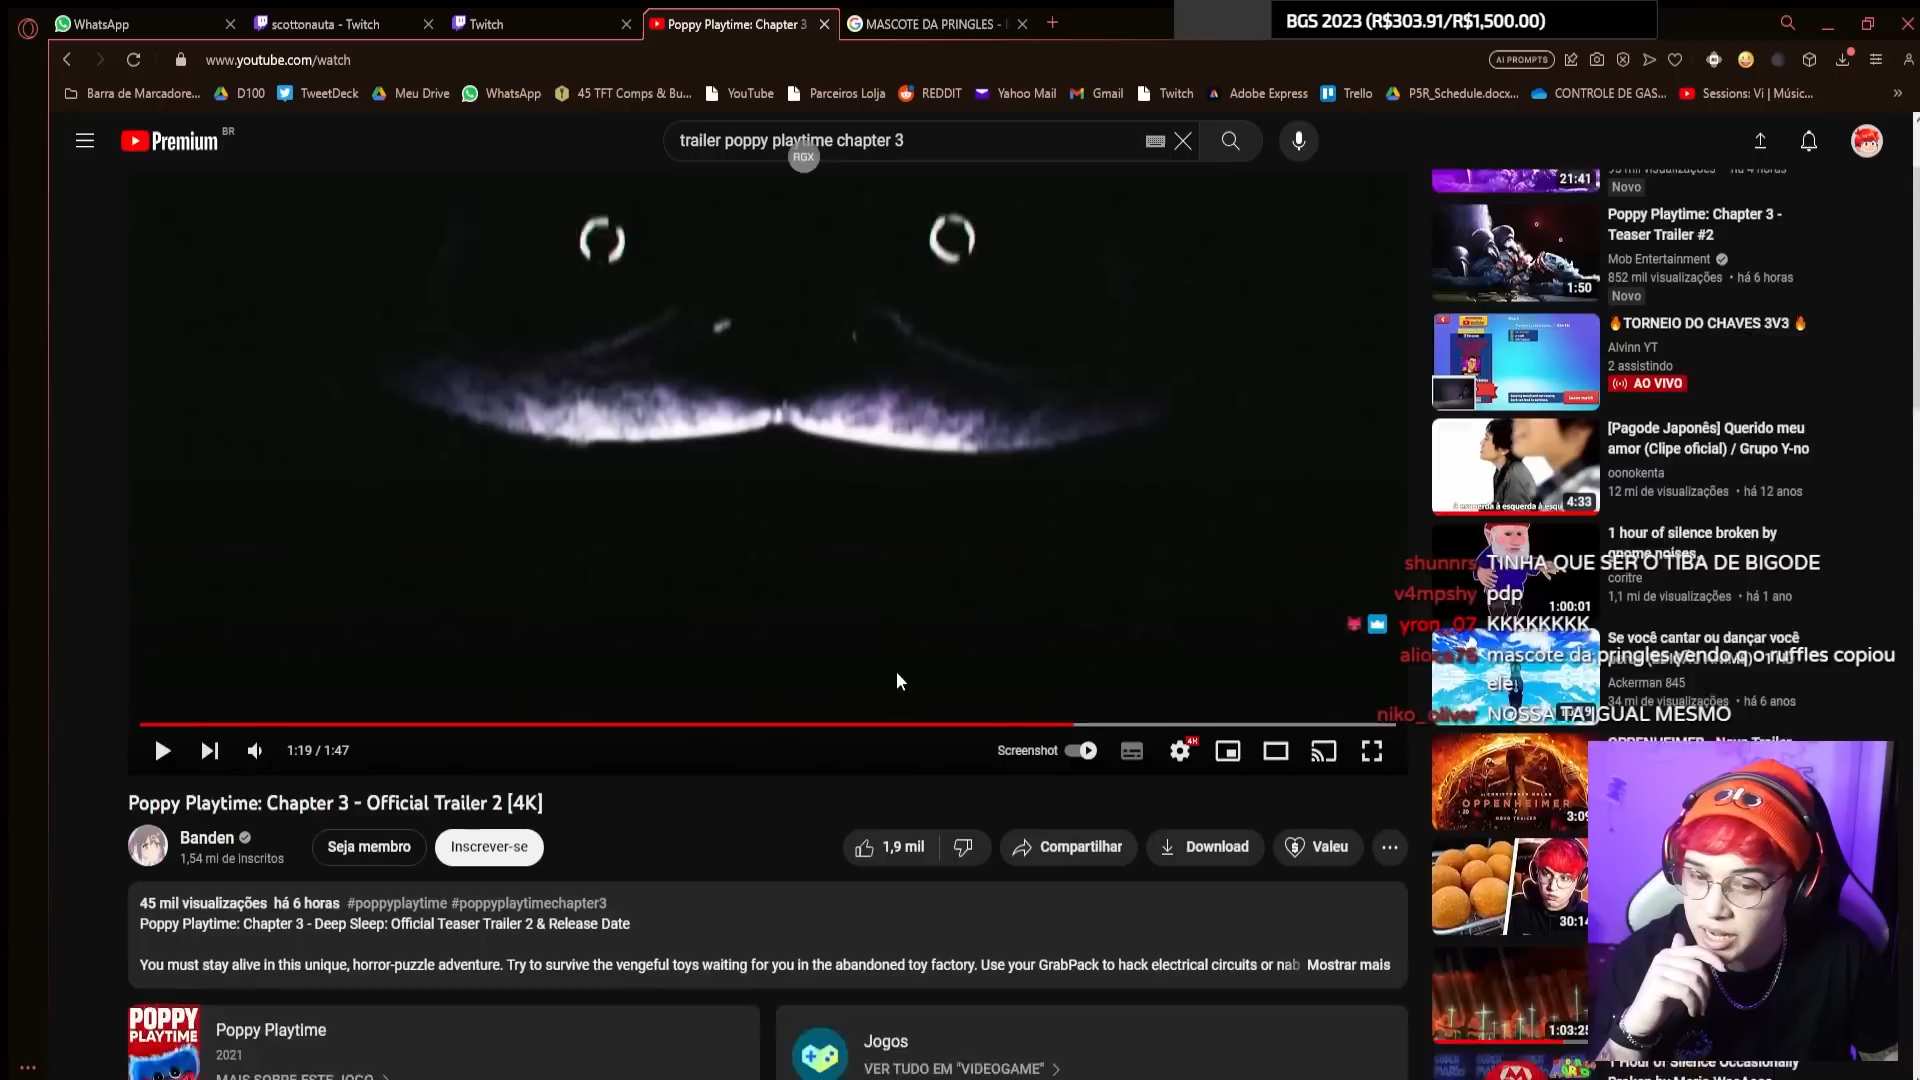 WhatsApp
scottonauta - Twitch
Twitch
Poppy Playtime: Chapter 3
MASCOTE DA PRINGLES -
BGS 2023 (R$303.91/R$1,500.00)
www.youtube.com/watch
AI PROMPTS
Barra de Marcadore...
D100
TweetDeck
Meu Drive
WhatsApp
45 TFT Comps & Bu...
YouTube
Parceiros Lolja
REDDIT
Yahoo Mail
Gmail
Twitch
Adobe Express
Trello
P5R_Schedule.docx...
CONTROLE DE GAS...
Sessions: Vi | Músic...
Premium BR
trailer poppy playtime chapter 3
RGX
21:41
Novo
Poppy Playtime: Chapter 3 -
Teaser Trailer #2
Mob Entertainment
852 mil visualizações • há 6 horas
Novo
1:50
🔥TORNEIO DO CHAVES 3V3 🔥
Alvinn YT
2 assistindo
AO VIVO
[Pagode Japonês] Querido meu
amor (Clipe oficial) / Grupo Y-no
oonokenta
12 mi de visualizações • há 12 anos
4:33
1 hour of silence broken by
gnome noises
coritre
1,1 mi de visualizações • há 1 ano
1:00:01
Se você cantar ou dançar você
Ackerman 845
34 mi de visualizações • há 6 anos
shunnrs TINHA QUE SER O TIBA DE BIGODE
v4mpshy pdp
yron_07 KKKKKKKK
mascote da pringles vendo q o ruffles copiou
ele
niko_oliver NOSSA TA IGUAL MESMO
1:19 / 1:47
Screenshot
4K
OPPENHEIMER - Novo Trailer
OPPENHEIMER
NOVO TRAILER
3:09
30:14
1:03:25
1 Hour of Silence Occasionally
Poppy Playtime: Chapter 3 - Official Trailer 2 [4K]
Banden
1,54 mi de inscritos
Seja membro
Inscrever-se
1,9 mil
Compartilhar
Download
Valeu
45 mil visualizações há 6 horas #poppyplaytime #poppyplaytimechapter3
Poppy Playtime: Chapter 3 - Deep Sleep: Official Teaser Trailer 2 & Release Date
You must stay alive in this unique, horror-puzzle adventure. Try to survive the vengeful toys waiting for you in the abandoned toy factory. Use your GrabPack to hack electrical circuits or nab Mostrar mais
POPPY
PLAYTIME
Poppy Playtime
2021
MAIS SOBRE ESTE JOGO
Jogos
VER TUDO EM "VIDEOGAME"